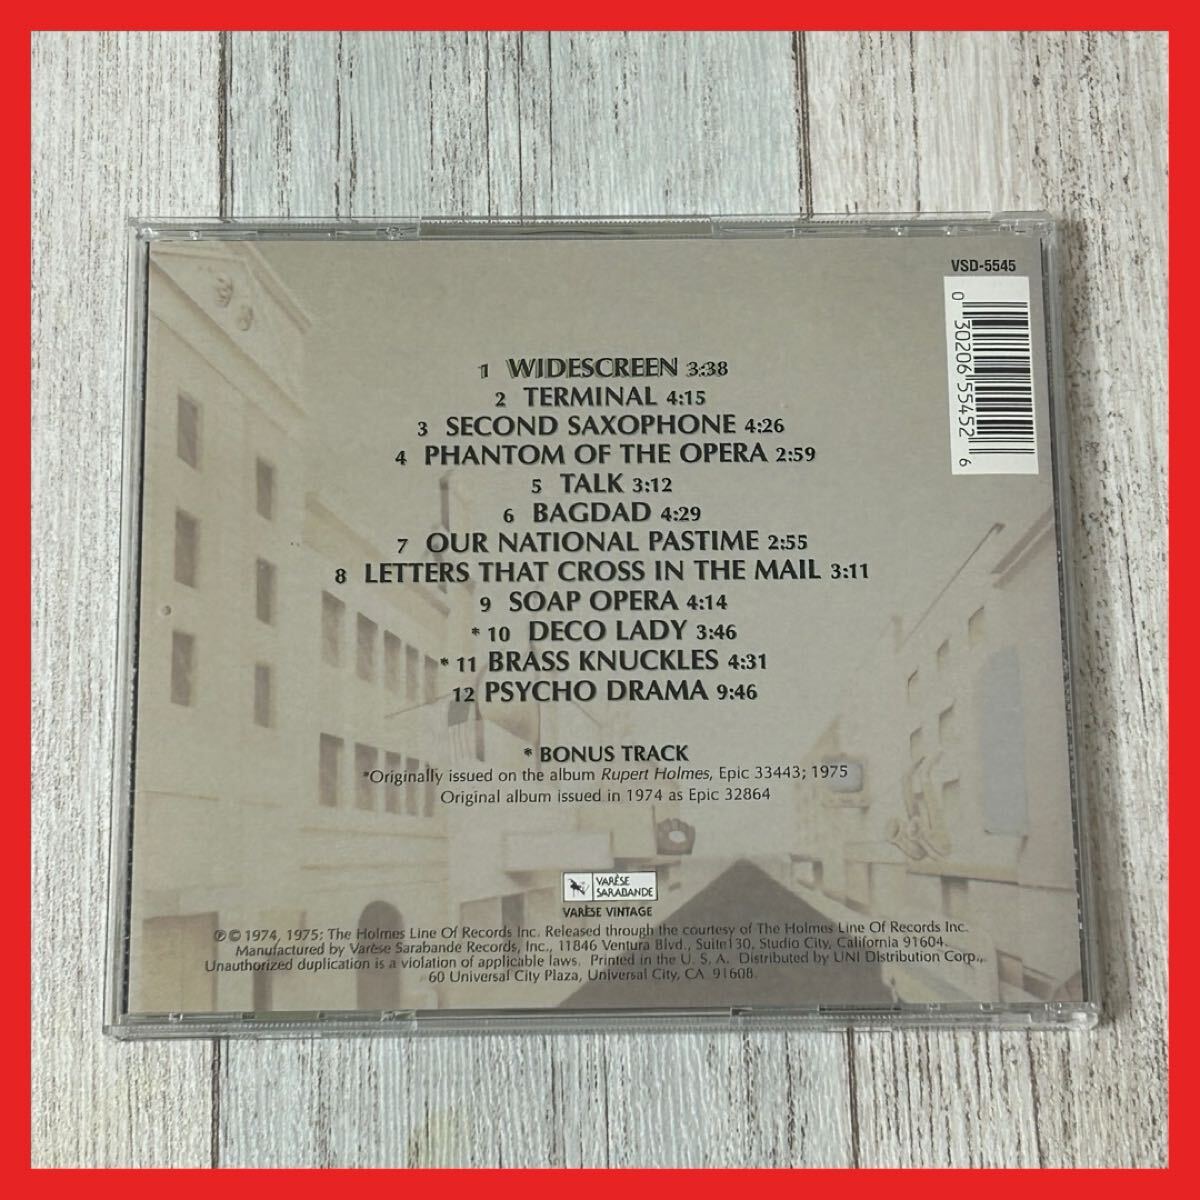 VSD-5545
0 30206 55452 6
1 WIDESCREEN 3:38
2 TERMINAL 4:15
3 SECOND SAXOPHONE 4:26
4 PHANTOM OF THE OPERA 2:59
5 TALK 3:12
6 BAGDAD 4:29
7 OUR NATIONAL PASTIME 2:55
8 LETTERS THAT CROSS IN THE MAIL 3:11
9 SOAP OPERA 4:14
* 10 DECO LADY 3:46
* 11 BRASS KNUCKLES 4:31
12 PSYCHO DRAMA 9:46
* BONUS TRACK
*Originally issued on the album Rupert Holmes, Epic 33443; 1975
Original album issued in 1974 as Epic 32864
VARÈSE
SARABANDE
VARÈSE VINTAGE
℗ © 1974, 1975: The Holmes Line Of Records Inc. Released through the courtesy of The Holmes Line Of Records Inc.
Manufactured by Varèse Sarabande Records, Inc., 11846 Ventura Blvd., Suite130, Studio City, California 91604.
Unauthorized duplication is a violation of applicable laws. Printed in the U. S. A. Distributed by UNI Distribution Corp.,
60 Universal City Plaza, Universal City, CA 91608.